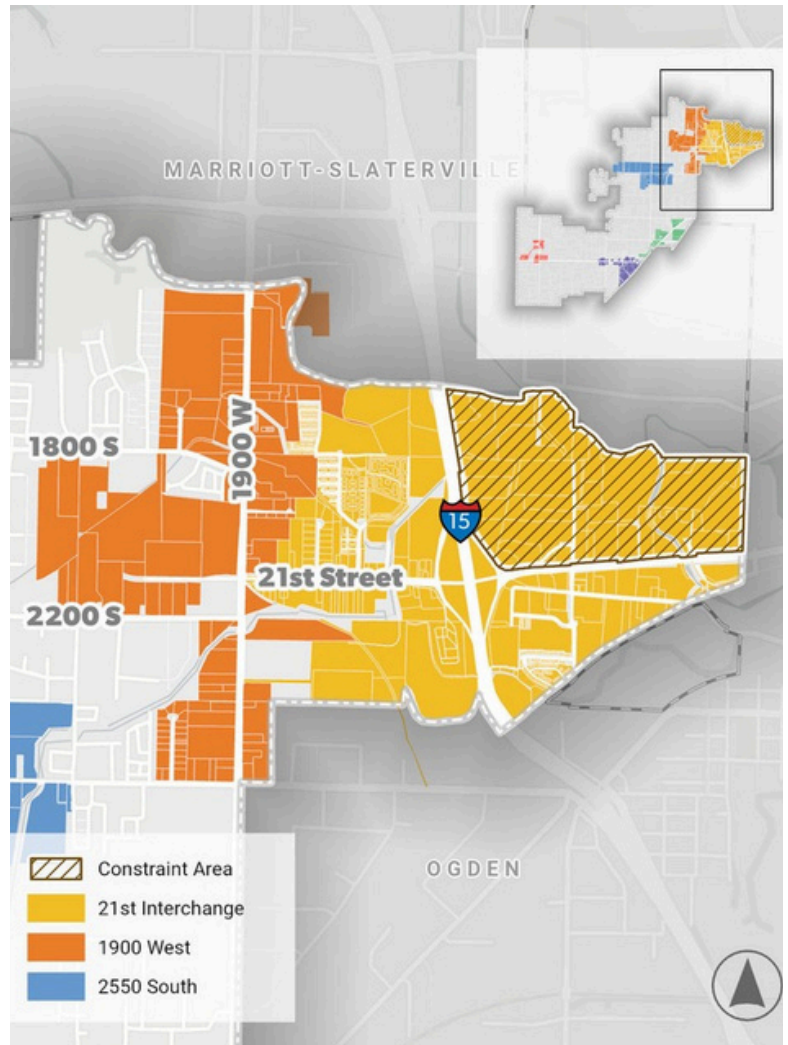 MARRIOTT-SLATERVILLE
1800 S
1900 W
15
21st Street
2200 S
OGDEN
Constraint Area
21st Interchange
1900 West
2550 South